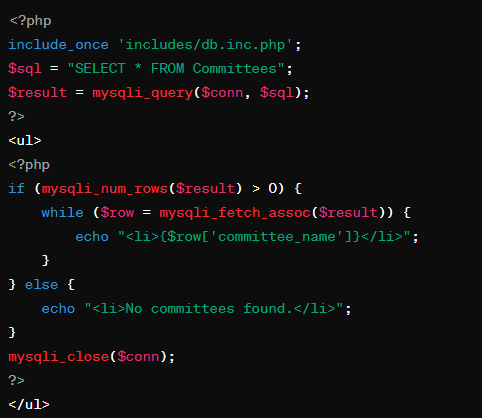 <?php
include_once 'includes/db.inc.php';
$sql = "SELECT * FROM Committees";
$result = mysqli_query($conn, $sql);
?>
<ul>
<?php
if (mysqli_num_rows($result) > 0) {
    while ($row = mysqli_fetch_assoc($result)) {
        echo "<li>{$row['committee_name']}</li>";
    }
} else {
    echo "<li>No committees found.</li>";
}
mysqli_close($conn);
?>
</ul>